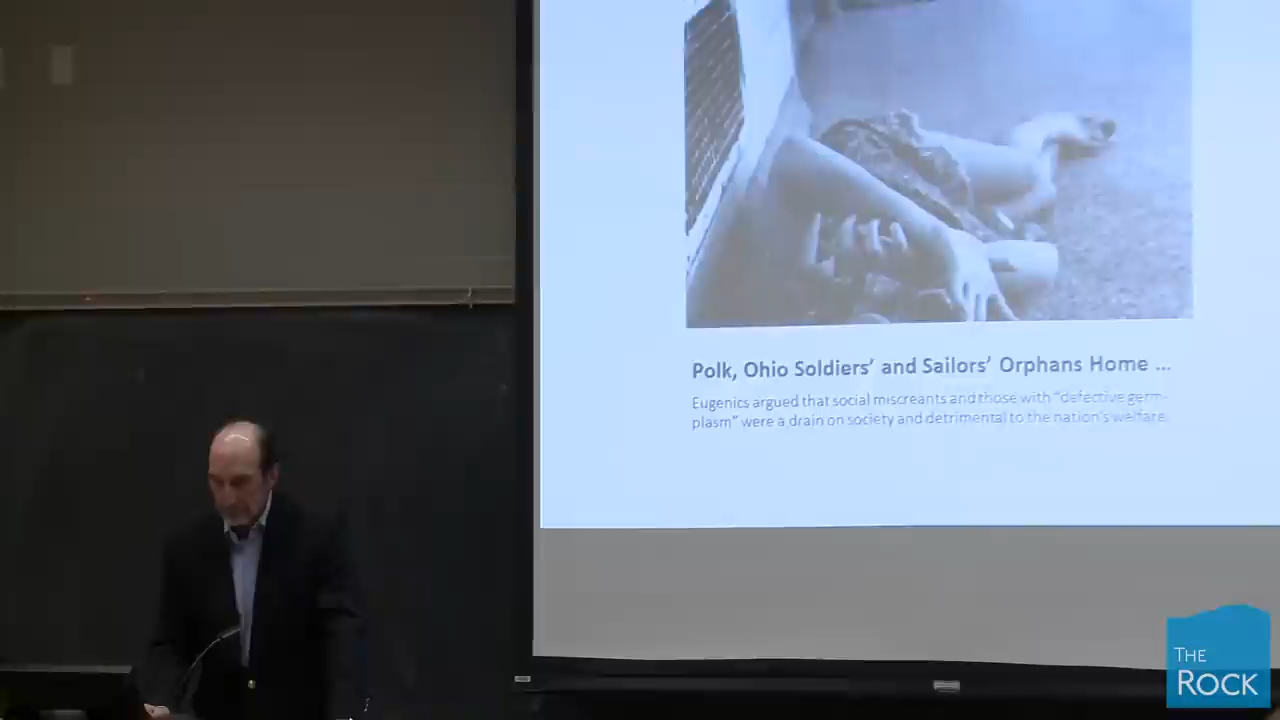 Polk, Ohio Soldiers’ and Sailors’ Orphans Home ...
Eugenics argued that social miscreants and those with “defective germ-
plasm” were a drain on society and detrimental to the nation’s welfare.
THE
ROCK